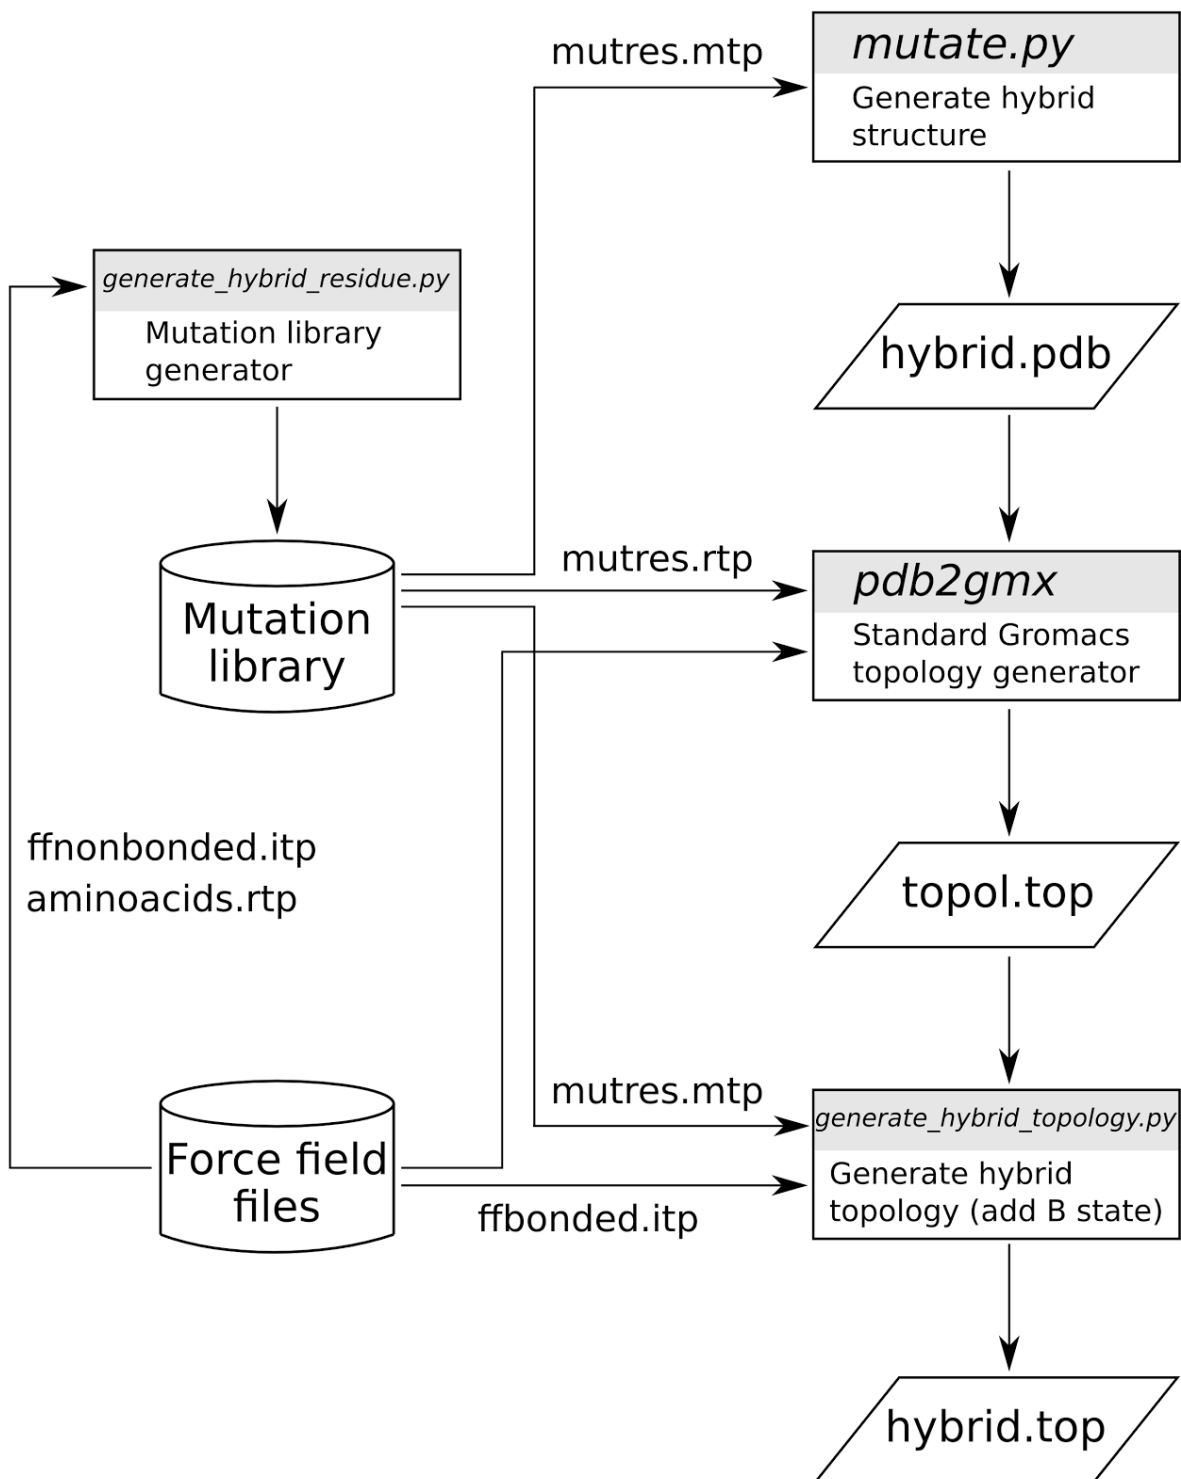 mutres.mtp
mutate.py
Generate hybrid
structure
generate_hybrid_residue.py
Mutation library
generator
hybrid.pdb
mutres.rtp
pdb2gmx
Standard Gromacs
topology generator
Mutation
library
ffnonbonded.itp
aminoacids.rtp
topol.top
mutres.mtp
generate_hybrid_topology.py
Generate hybrid
topology (add B state)
Force field
files
ffbonded.itp
hybrid.top